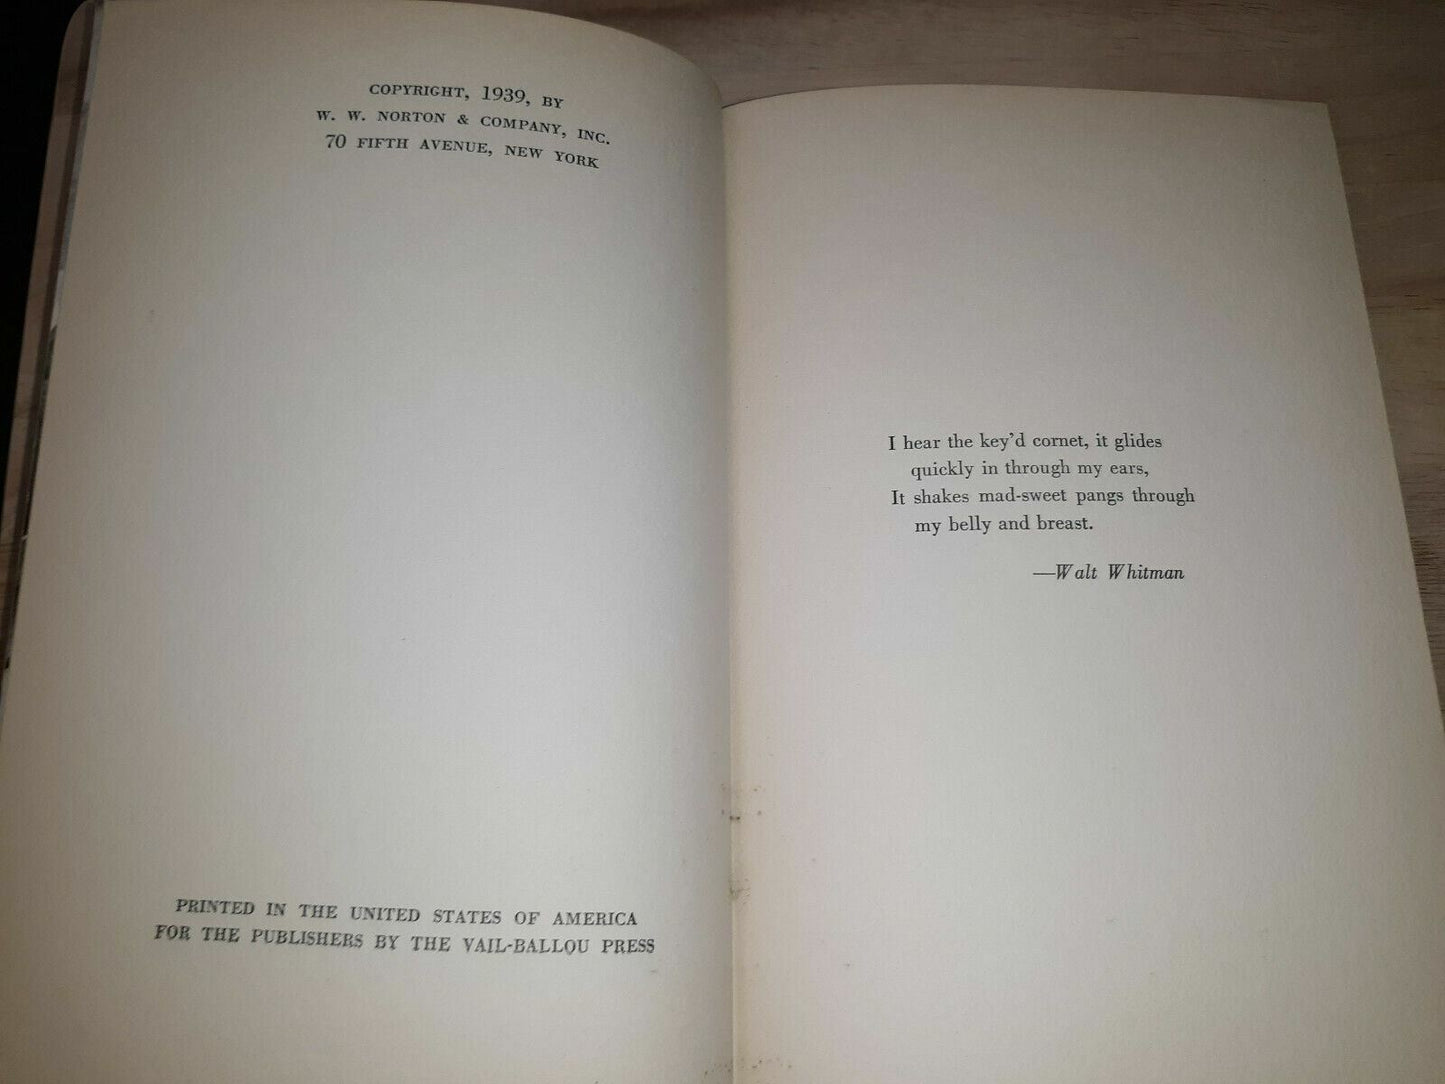 COPYRIGHT, 1939, BY
W. W. NORTON & COMPANY, INC.
70 FIFTH AVENUE, NEW YORK
PRINTED IN THE UNITED STATES OF AMERICA
FOR THE PUBLISHERS BY THE VAIL-BALLOU PRESS
I hear the key'd cornet, it glides
quickly in through my ears,
It shakes mad-sweet pangs through
my belly and breast.
—Walt Whitman